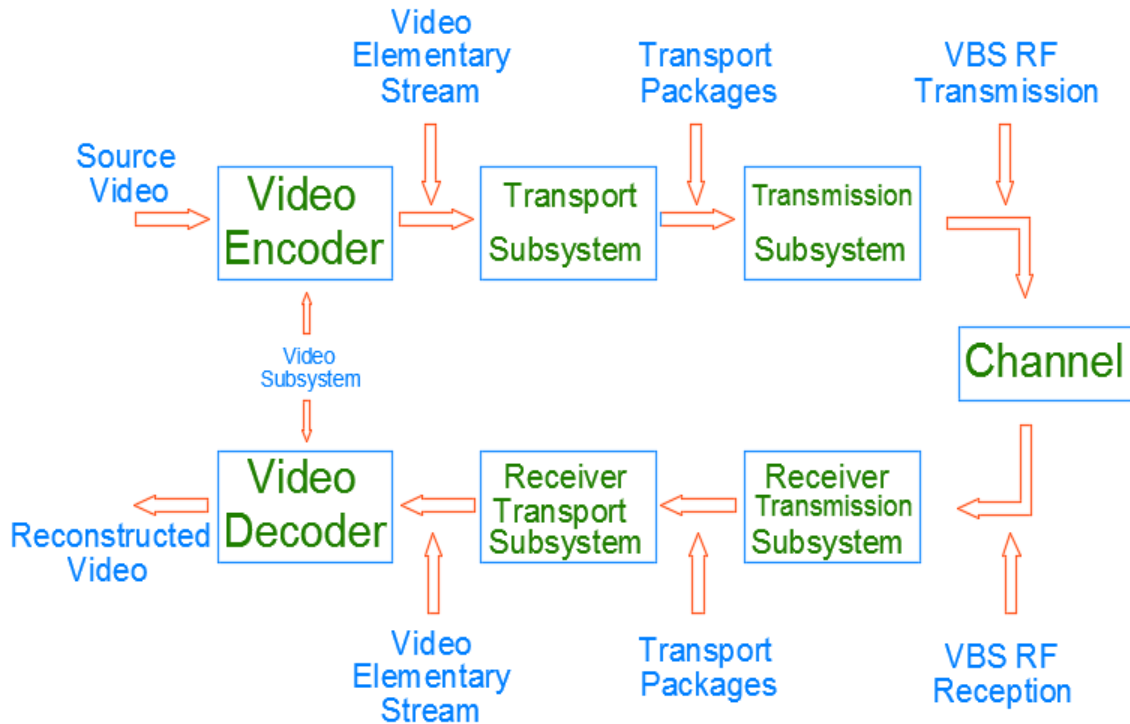 Video
Elementary
Stream
Transport
Packages
VBS RF
Transmission
Source
Video
Video
Encoder
Transport
Subsystem
Transmission
Subsystem
Channel
Video
Subsystem
Video
Decoder
Receiver
Transport
Subsystem
Receiver
Transmission
Subsystem
Reconstructed
Video
Video
Elementary
Stream
Transport
Packages
VBS RF
Reception